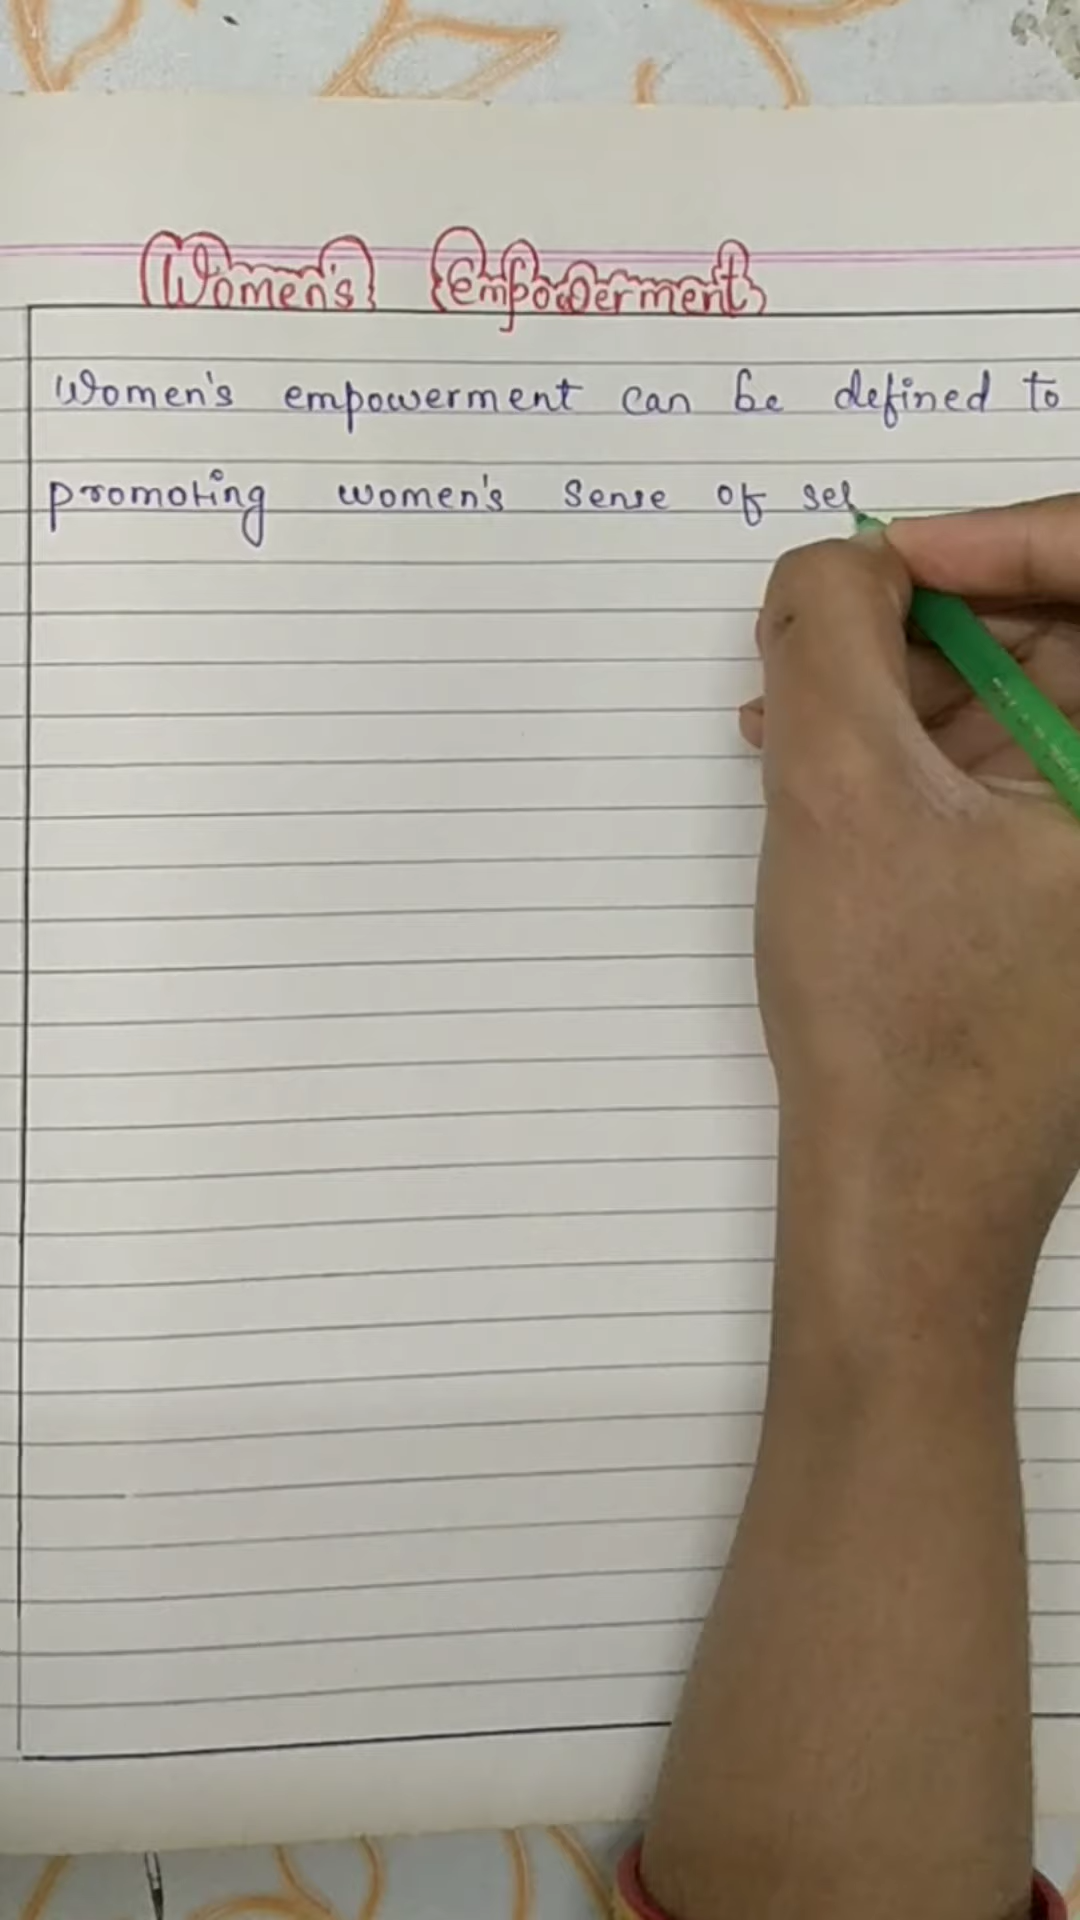 Women's Empowerment
Women's empowerment can be defined to
promoting women's sense of sel